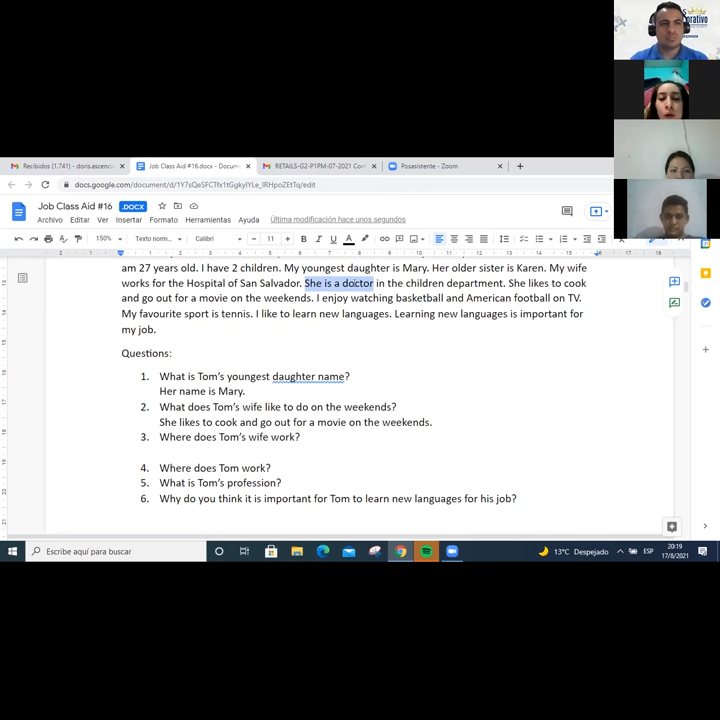 Recibidos (1.741) - doris.ascenci
Job Class Aid #16.docx - Docum
RETAILS-G2-P1PM-07-2021 Con
Posasistente - Zoom
Job Class Aid #16
.DOCX
Archivo Editar Ver Insertar Formato Herramientas Ayuda Última modificación hace unos segundos
150% Texto norm... Calibri 11
am 27 years old. I have 2 children. My youngest daughter is Mary. Her older sister is Karen. My wife
works for the Hospital of San Salvador. She is a doctor in the children department. She likes to cook
and go out for a movie on the weekends. I enjoy watching basketball and American football on TV.
My favourite sport is tennis. I like to learn new languages. Learning new languages is important for
my job.
Questions:
1. What is Tom's youngest daughter name?
Her name is Mary.
2. What does Tom's wife like to do on the weekends?
She likes to cook and go out for a movie on the weekends.
3. Where does Tom's wife work?
4. Where does Tom work?
5. What is Tom's profession?
6. Why do you think it is important for Tom to learn new languages for his job?
Escribe aquí para buscar
13°C Despejado
ESP
20:19
17/8/2021